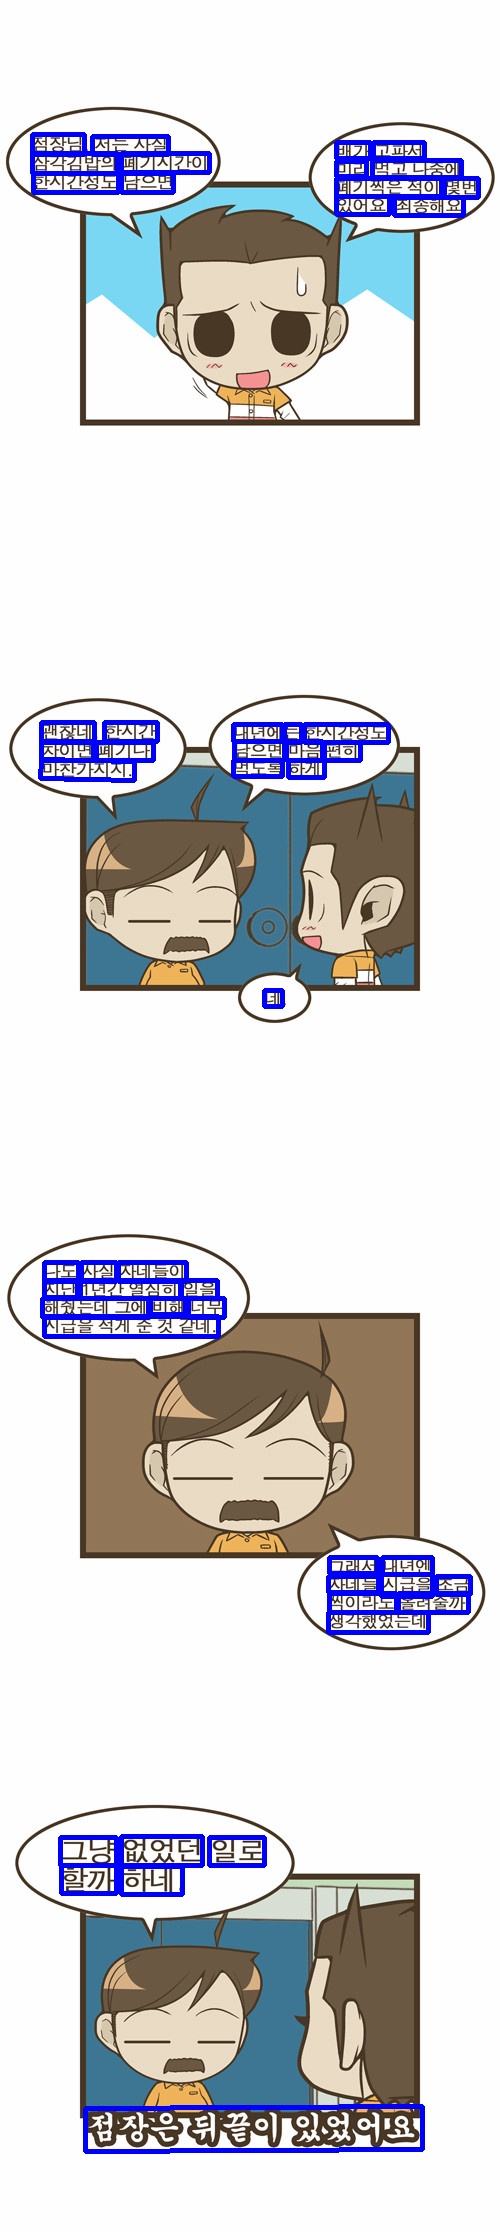 점장님 저는 사실
삼각김밥의 폐기시간이
한시간정도 남으면
배가 고파서
미리 먹고 나중에
폐기찍은 적이 몇번
있어요 죄송해요
괜찮네 한시간
차이면 폐기나
마찬가지지.
내년에는 한시간정도
남으면 마음 편히
먹도록 하게
네
나도 사실 자네들이
지난 1년간 열심히 일을
해줬는데 그에 비해 너무
시급을 적게 준 것 같네.
그래서 내년엔
자네들 시급을 조금
씩이라도 올려줄까
생각했었는데
그냥 없었던 일로
할까 하네
점장은 뒤끝이 있었어요